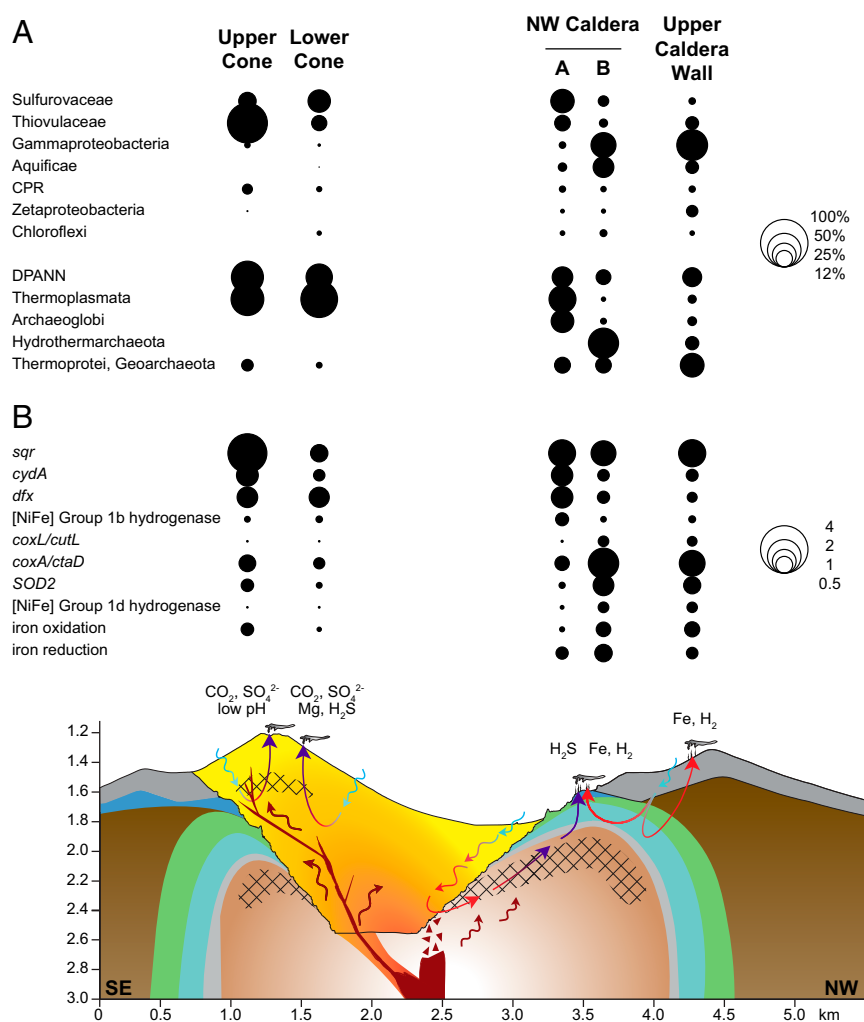 A
Upper Cone
Lower Cone
NW Caldera
A B
Upper Caldera Wall
Sulfurovaceae
Thiovulaceae
Gammaproteobacteria
Aquificae
CPR
Zetaproteobacteria
Chloroflexi
100%
50%
25%
12%
DPANN
Thermoplasmata
Archaeoglobi
Hydrothermarchaeota
Thermoprotei, Geoarchaeota
B
sqr
cydA
dfx
[NiFe] Group 1b hydrogenase
coxL/cutL
coxA/ctaD
SOD2
[NiFe] Group 1d hydrogenase
iron oxidation
iron reduction
4
2
1
0.5
CO₂, SO₄²⁻
low pH
CO₂, SO₄²⁻
Mg, H₂S
H₂S Fe, H₂
Fe, H₂
1.2
1.4
1.6
1.8
2.0
2.2
2.4
2.6
2.8
3.0
SE
NW
0 0.5 1.0 1.5 2.0 2.5 3.0 3.5 4.0 4.5 5.0 km